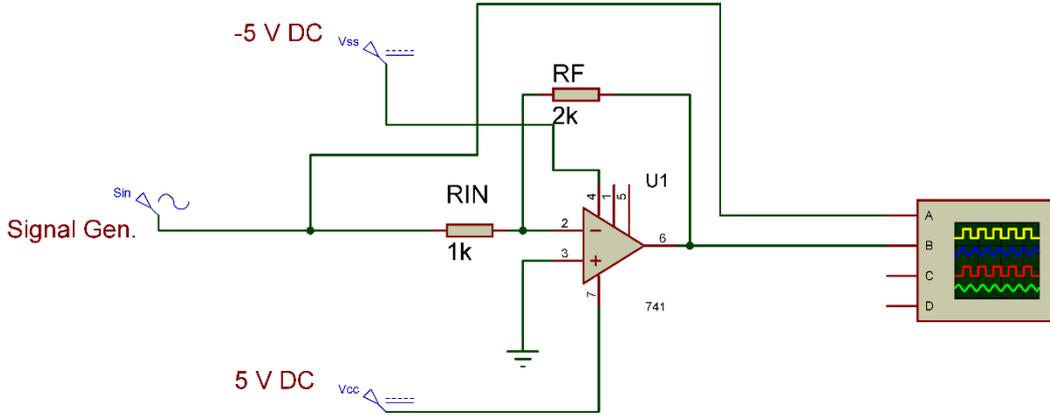 -5 V DC
Vss
RF
2k
Sin
Signal Gen.
RIN
1k
U1
4
1
5
2
3
6
7
741
A
B
C
D
5 V DC
Vcc